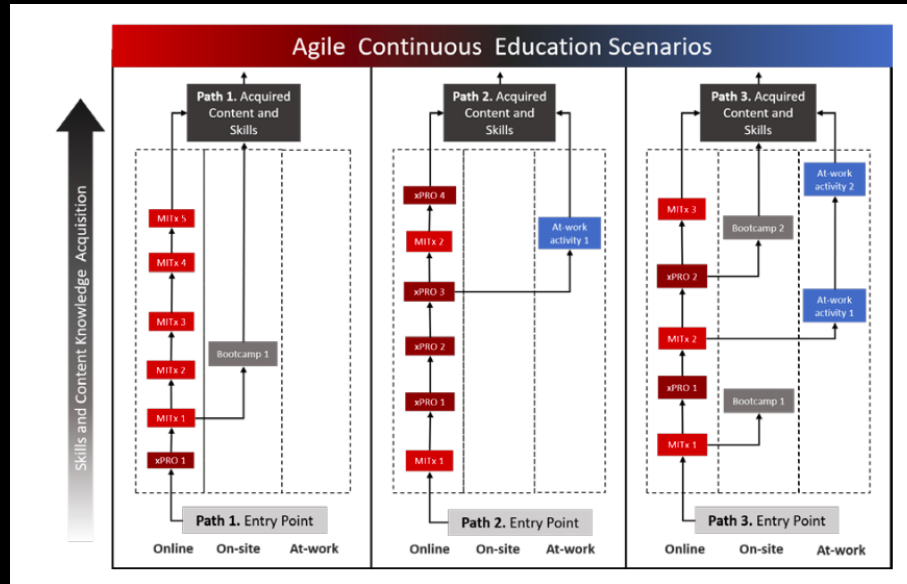 Agile Continuous Education Scenarios
Skills and Content Knowledge Acquisition
Path 1. Acquired
Content and
Skills
MITx 5
MITx 4
MITx 3
MITx 2
MITx 1
xPRO 1
Bootcamp 1
Path 1. Entry Point
Online On-site At-work
Path 2. Acquired
Content and
Skills
xPRO 4
MITx 2
xPRO 3
xPRO 2
xPRO 1
MITx 1
At-work
activity 1
Path 2. Entry Point
Online On-site At-work
Path 3. Acquired
Content and
Skills
MITx 3
xPRO 2
MITx 2
xPRO 1
MITx 1
Bootcamp 2
Bootcamp 1
At-work
activity 2
At-work
activity 1
Path 3. Entry Point
Online On-site At-work